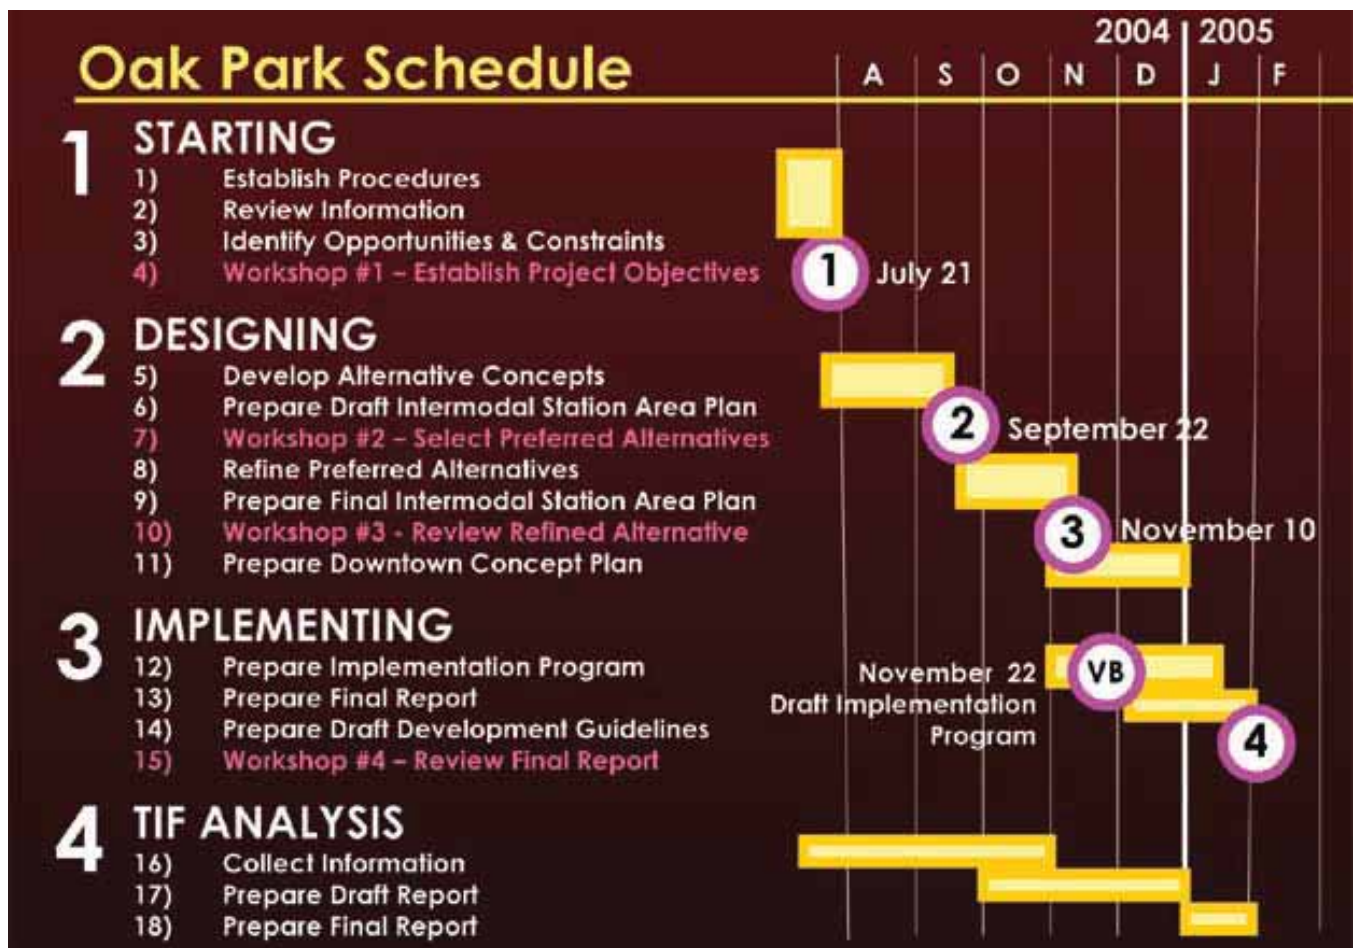 2004 2005
Oak Park Schedule
A S O N D J F
1 STARTING
1) Establish Procedures
2) Review Information
3) Identify Opportunities & Constraints
4) Workshop #1 – Establish Project Objectives
1 July 21
2 DESIGNING
5) Develop Alternative Concepts
6) Prepare Draft Intermodal Station Area Plan
7) Workshop #2 – Select Preferred Alternatives
2 September 22
8) Refine Preferred Alternatives
9) Prepare Final Intermodal Station Area Plan
10) Workshop #3 - Review Refined Alternative
3 November 10
11) Prepare Downtown Concept Plan
3 IMPLEMENTING
12) Prepare Implementation Program
13) Prepare Final Report
14) Prepare Draft Development Guidelines
15) Workshop #4 – Review Final Report
November 22
Draft Implementation
Program
VB
4
4 TIF ANALYSIS
16) Collect Information
17) Prepare Draft Report
18) Prepare Final Report